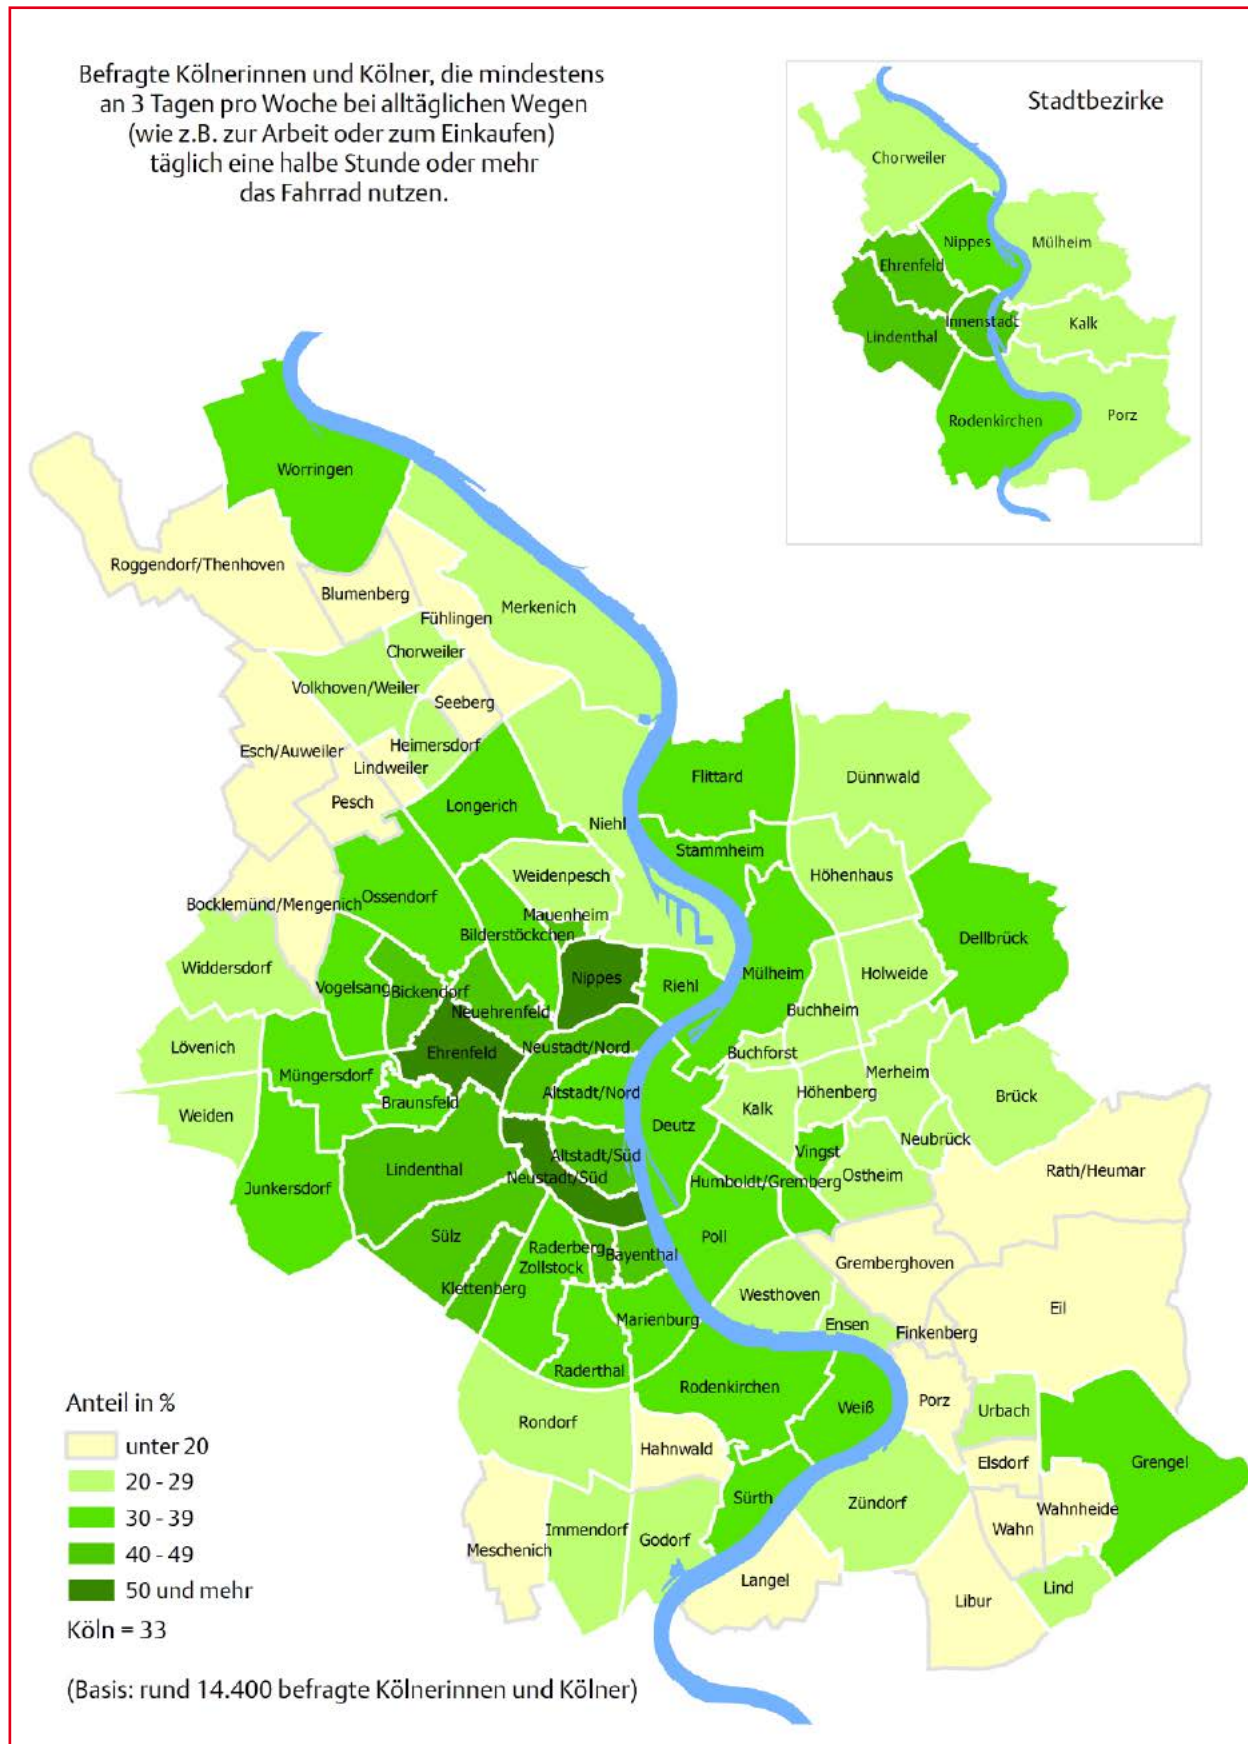 Befragte Kölnerinnen und Kölner, die mindestens
an 3 Tagen pro Woche bei alltäglichen Wegen
(wie z.B. zur Arbeit oder zum Einkaufen)
täglich eine halbe Stunde oder mehr
das Fahrrad nutzen.
Stadtbezirke
Chorweiler
Nippes
Mülheim
Ehrenfeld
Innenstadt
Kalk
Lindenthal
Rodenkirchen
Porz
Worringen
Roggendorf/Thenhoven
Blumenberg
Fühlingen
Merkenich
Chorweiler
Volkhoven/Weiler
Seeberg
Esch/Auweiler
Heimersdorf
Lindweiler
Pesch
Longerich
Niehl
Flittard
Dünnwald
Stammheim
Weidenpesch
Höhenhaus
Ossendorf
Bocklemünd/Mengenich
Mauenheim
Bilderstöckchen
Dellbrück
Widdersdorf
Vogelsang
Bickendorf
Nippes
Riehl
Mülheim
Holweide
Neuehrenfeld
Buchheim
Lövenich
Ehrenfeld
Neustadt/Nord
Buchforst
Müngersdorf
Merheim
Braunsfeld
Altstadt/Nord
Höhenberg
Brück
Weiden
Kalk
Deutz
Neubrück
Vingst
Lindenthal
Altstadt/Süd
Neustadt/Süd
Humboldt/Gremberg
Ostheim
Rath/Heumar
Junkersdorf
Sülz
Raderberg
Zollstock
Bayenthal
Poll
Gremberghoven
Klettenberg
Westhoven
Eil
Marienburg
Ensen
Finkenberg
Raderthal
Rodenkirchen
Weiß
Porz
Urbach
Rondorf
Hahnwald
Elsdorf
Grengel
Sürth
Zündorf
Wahnheide
Immendorf
Godorf
Wahn
Meschenich
Langel
Libur
Lind
Anteil in %
unter 20
20 - 29
30 - 39
40 - 49
50 und mehr
Köln = 33
(Basis: rund 14.400 befragte Kölnerinnen und Kölner)